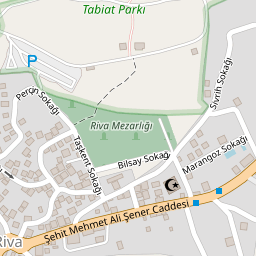 Tabiat Parkı
P
Perçin Sokağı
Sivrih Sokağı
Riva Mezarlığı
Taşkent Sokağı
Bilsay Sokağı
Marangoz Sokağı
Şehit Mehmet Ali Şener Caddesi
Riva